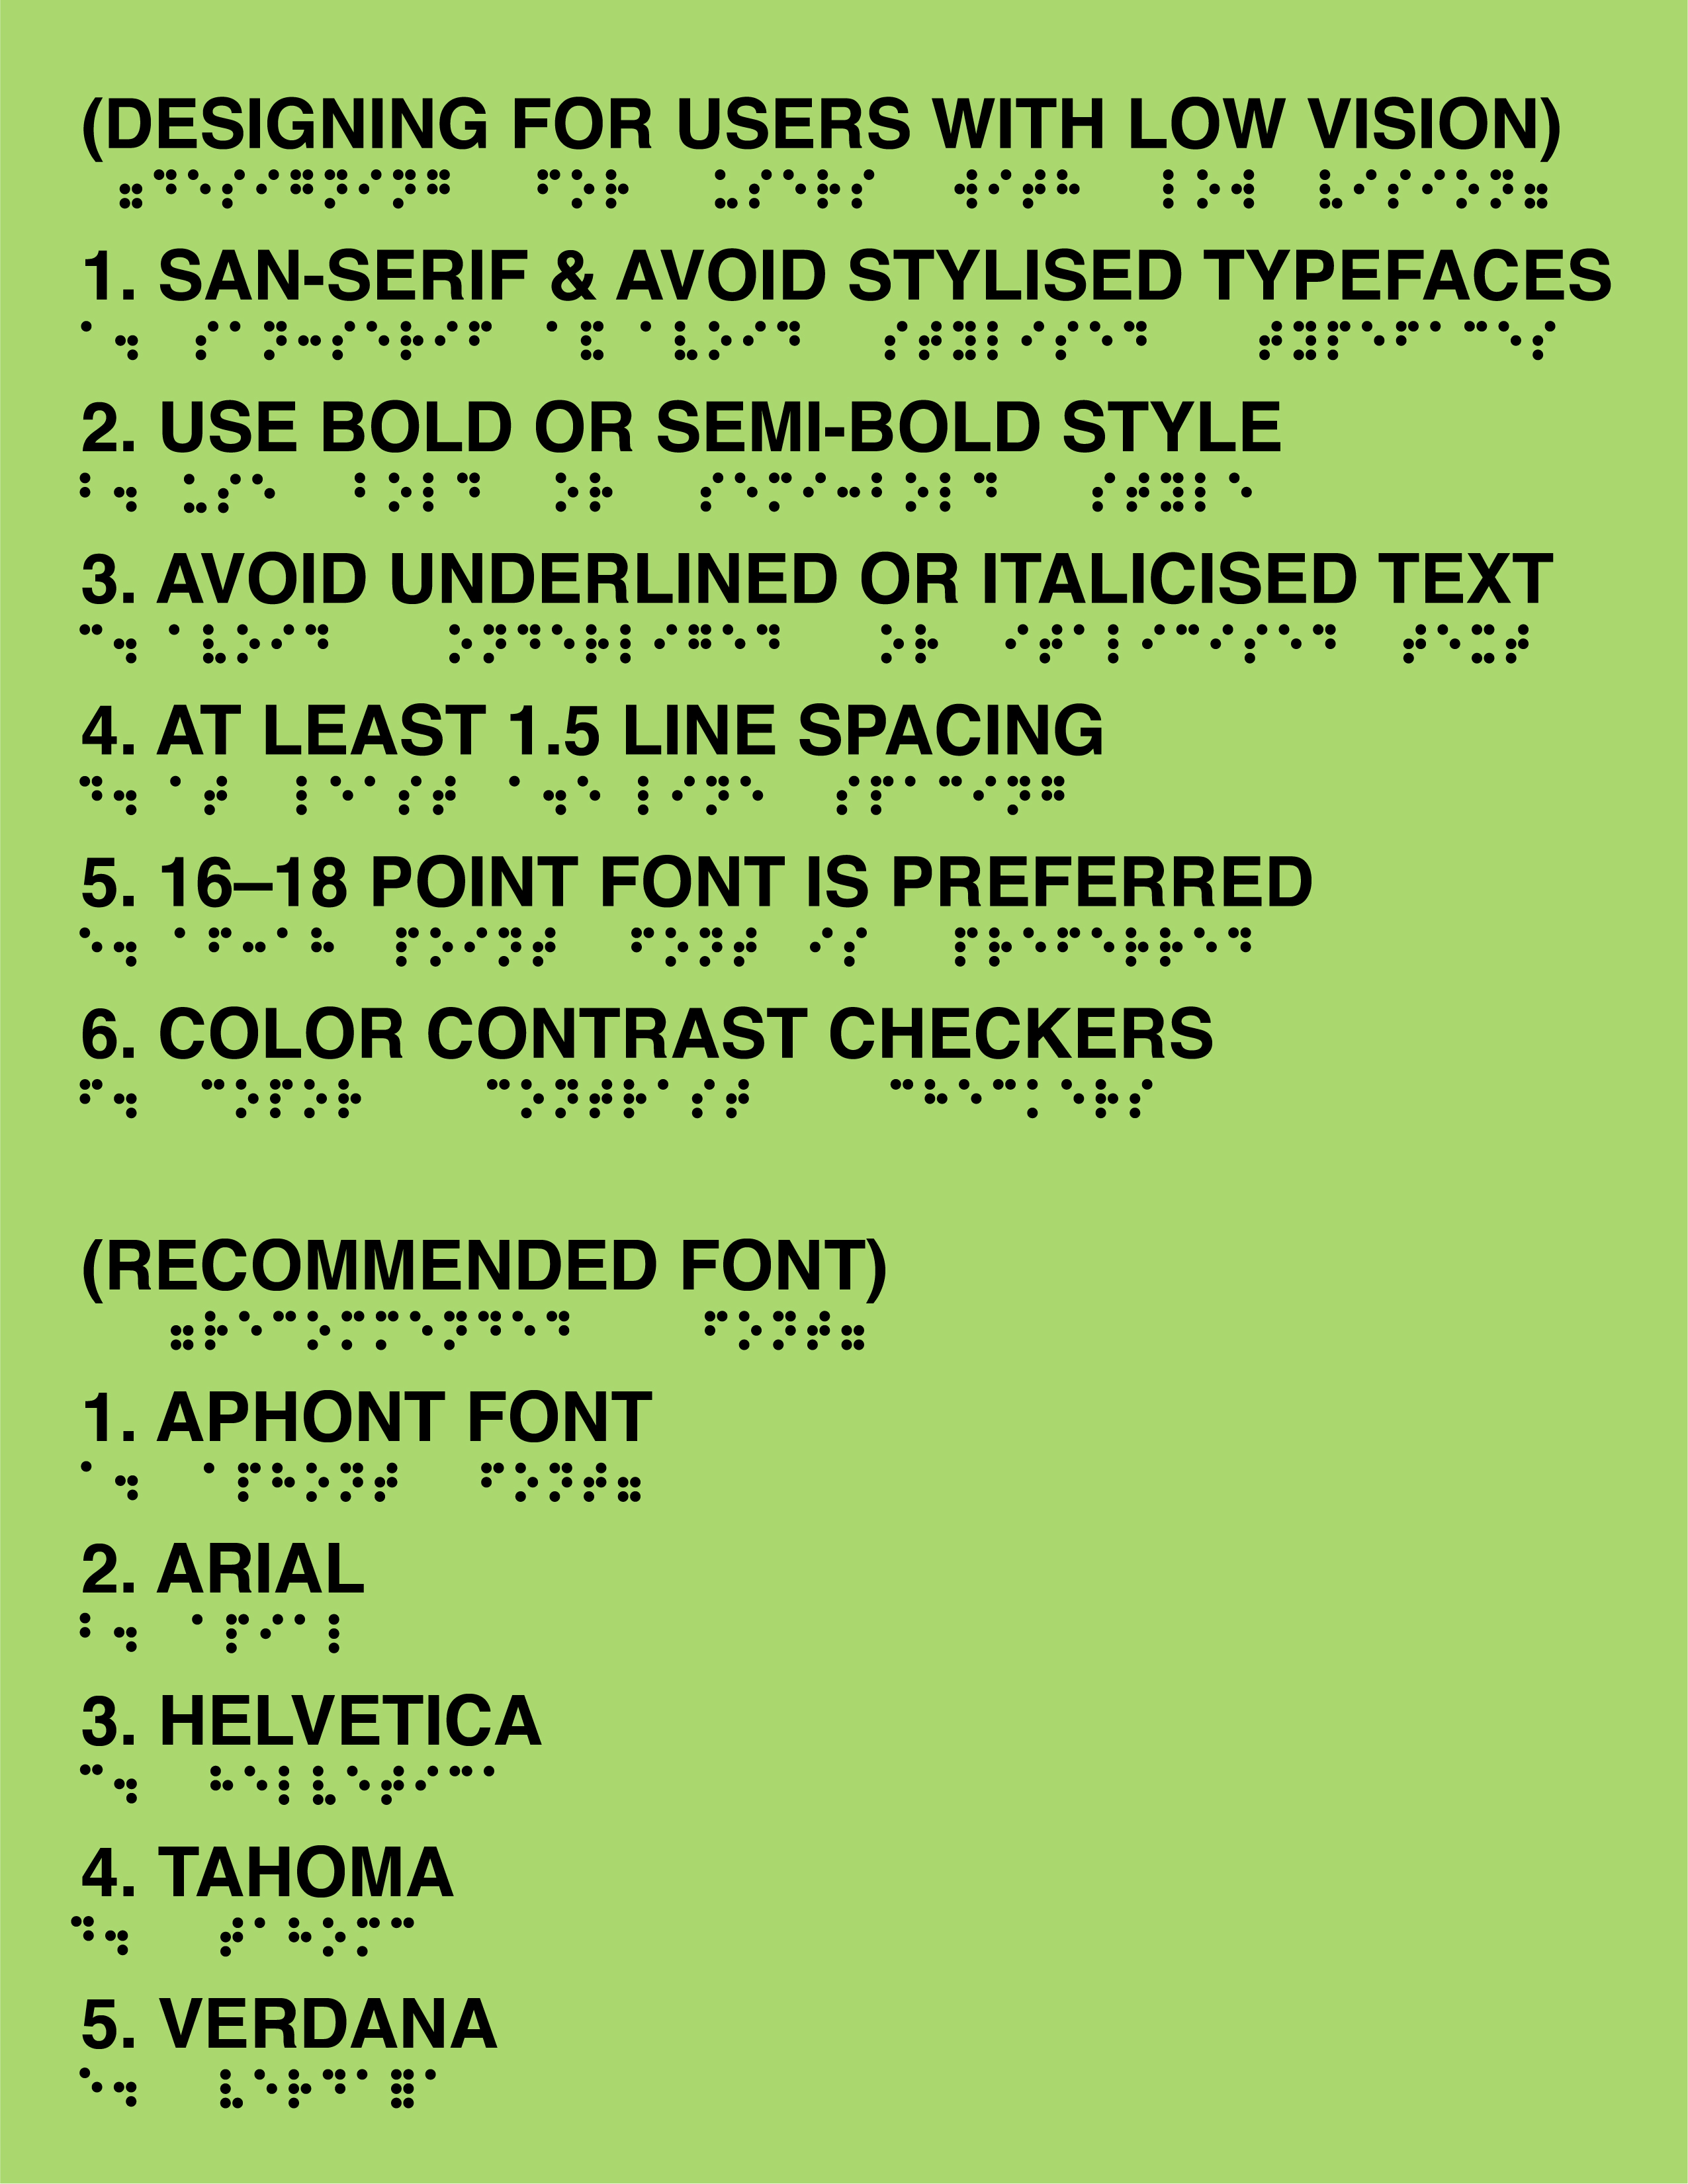 (DESIGNING FOR USERS WITH LOW VISION)
⠶⠙⠑⠎⠊⠛⠝⠊⠝⠛ ⠋⠕⠗ ⠥⠎⠑⠗⠎ ⠺⠊⠞⠓ ⠇⠕⠺ ⠧⠊⠎⠊⠕⠝⠶
1. SAN-SERIF & AVOID STYLISED TYPEFACES
⠁⠲ ⠎⠁⠝⠒⠎⠑⠗⠊⠋ ⠁⠯ ⠁⠧⠕⠊⠙ ⠎⠞⠽⠇⠊⠎⠑⠙ ⠞⠽⠏⠑⠋⠁⠉⠑⠎
2. USE BOLD OR SEMI-BOLD STYLE
⠃⠲ ⠥⠎⠑ ⠃⠕⠇⠙ ⠕⠗ ⠎⠑⠍⠊⠒⠃⠕⠇⠙ ⠎⠞⠽⠇⠑
3. AVOID UNDERLINED OR ITALICISED TEXT
⠉⠲ ⠁⠧⠕⠊⠙ ⠕⠝⠙⠑⠗⠇⠊⠛⠑⠙ ⠕⠗ ⠊⠞⠁⠇⠊⠉⠊⠎⠑⠙ ⠞⠑⠭⠞
4. AT LEAST 1.5 LINE SPACING
⠙⠲ ⠁⠞ ⠇⠑⠁⠎⠞ ⠁⠲⠑ ⠇⠊⠝⠑ ⠎⠏⠁⠉⠊⠝⠛
5. 16–18 POINT FONT IS PREFERRED
⠑⠲ ⠁⠋⠒⠁⠓ ⠏⠕⠊⠝⠞ ⠋⠕⠝⠞ ⠊⠎ ⠏⠗⠑⠋⠑⠗⠗⠑⠙
6. COLOR CONTRAST CHECKERS
⠋⠲ ⠉⠕⠏⠕⠗ ⠉⠕⠝⠞⠗⠁⠎⠞ ⠉⠓⠑⠉⠅⠑⠗⠎
(RECOMMENDED FONT)
⠶⠗⠑⠉⠕⠍⠍⠑⠝⠙⠑⠙ ⠋⠕⠝⠞⠶
1. APHONT FONT
⠁⠲ ⠁⠏⠓⠕⠝⠞ ⠋⠕⠝⠞⠶
2. ARIAL
⠃⠲ ⠁⠏⠊⠁⠇
3. HELVETICA
⠉⠲ ⠓⠑⠇⠧⠑⠞⠊⠉⠁
4. TAHOMA
⠙⠲ ⠞⠁⠓⠕⠍⠉
5. VERDANA
⠑⠲ ⠧⠑⠗⠙⠁⠿⠁